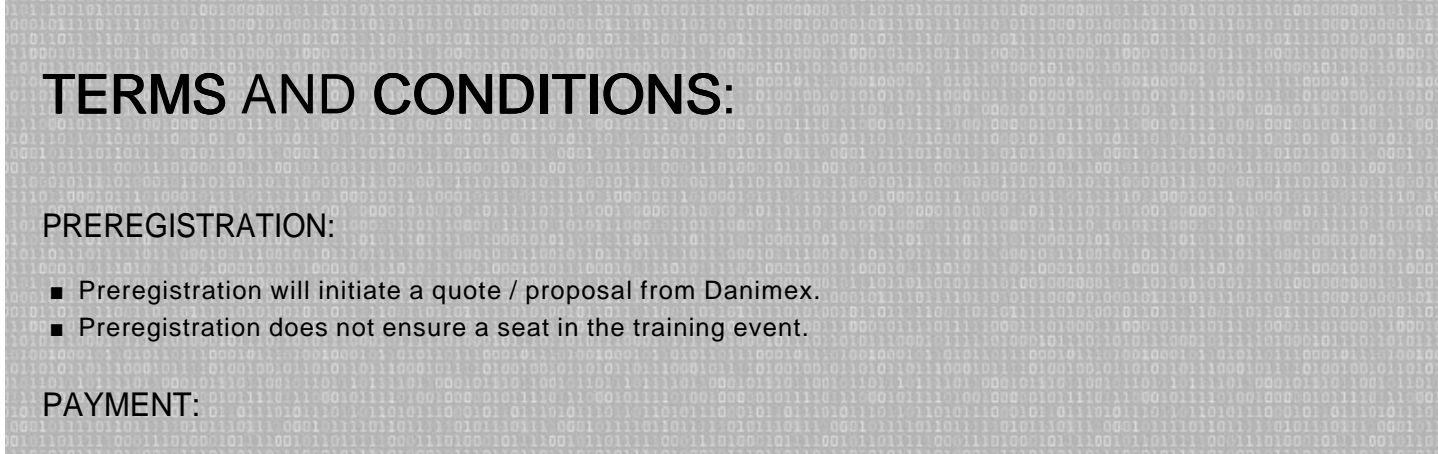 TERMS AND CONDITIONS:
PREREGISTRATION:
■ Preregistration will initiate a quote / proposal from Danimex.
■ Preregistration does not ensure a seat in the training event.
PAYMENT: